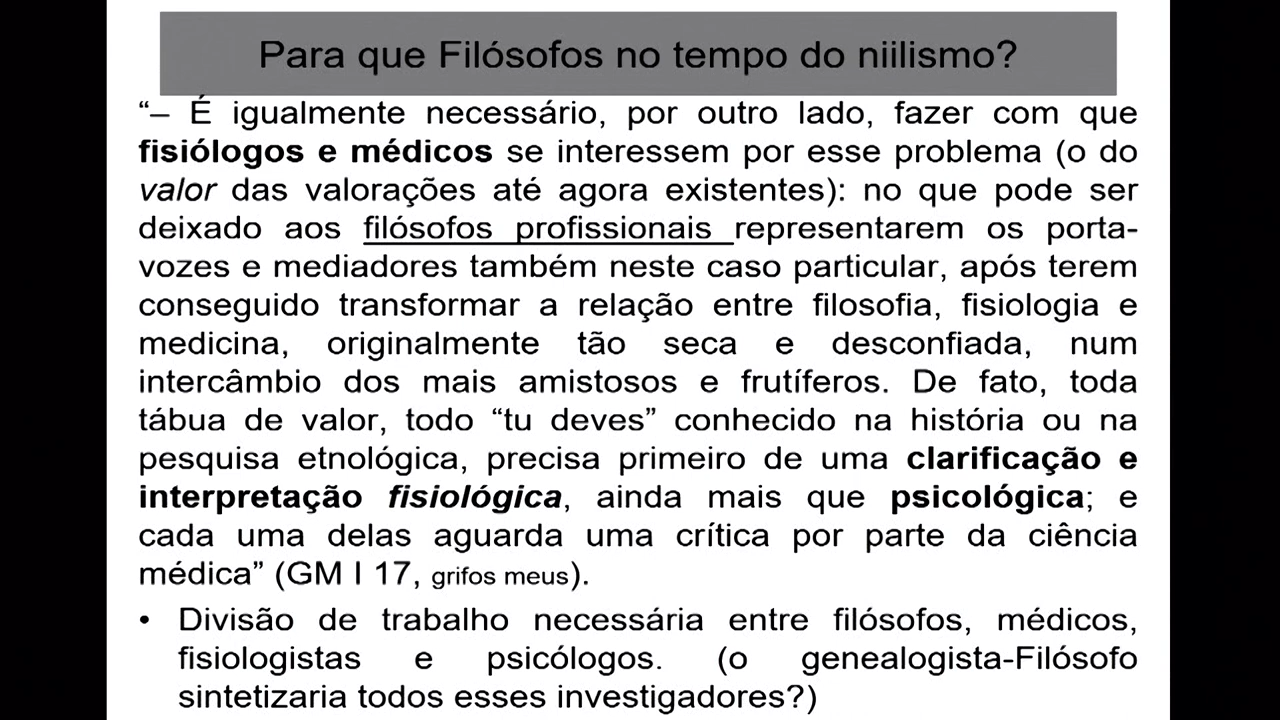 Para que Filósofos no tempo do niilismo?
“– É igualmente necessário, por outro lado, fazer com que
fisiólogos e médicos se interessem por esse problema (o do
valor das valorações até agora existentes): no que pode ser
deixado aos filósofos profissionais representarem os porta-
vozes e mediadores também neste caso particular, após terem
conseguido transformar a relação entre filosofia, fisiologia e
medicina, originalmente tão seca e desconfiada, num
intercâmbio dos mais amistosos e frutíferos. De fato, toda
tábua de valor, todo “tu deves” conhecido na história ou na
pesquisa etnológica, precisa primeiro de uma clarificação e
interpretação fisiológica, ainda mais que psicológica; e
cada uma delas aguarda uma crítica por parte da ciência
médica” (GM I 17, grifos meus).
• Divisão de trabalho necessária entre filósofos, médicos,
fisiologistas e psicólogos. (o genealogista-Filósofo
sintetizaria todos esses investigadores?)